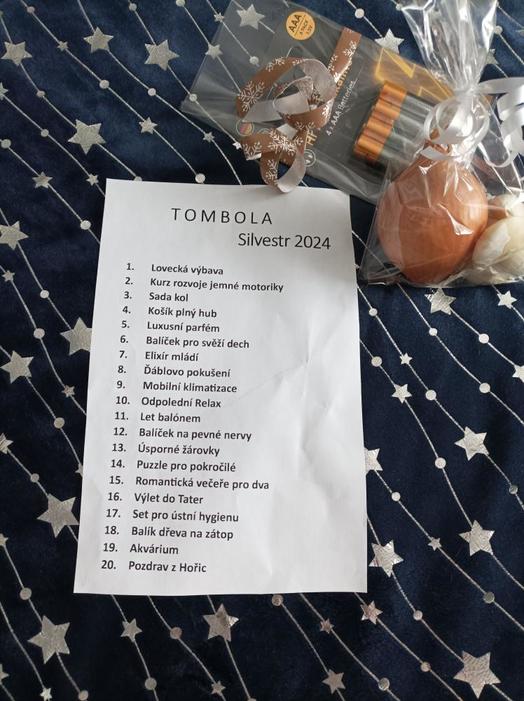 AAA
4 x AAA Batteries
TOMBOLA
Silvestr 2024
1. Lovecká výbava
2. Kurz rozvoje jemné motoriky
3. Sada kol
4. Košík plný hub
5. Luxusní parfém
6. Balíček pro svěží dech
7. Elixír mládí
8. Ďáblovo pokušení
9. Mobilní klimatizace
10. Odpolední Relax
11. Let balónem
12. Balíček na pevné nervy
13. Úsporné žárovky
14. Puzzle pro pokročilé
15. Romantická večeře pro dva
16. Výlet do Tater
17. Set pro ústní hygienu
18. Balík dřeva na zátop
19. Akvárium
20. Pozdrav z Hořic